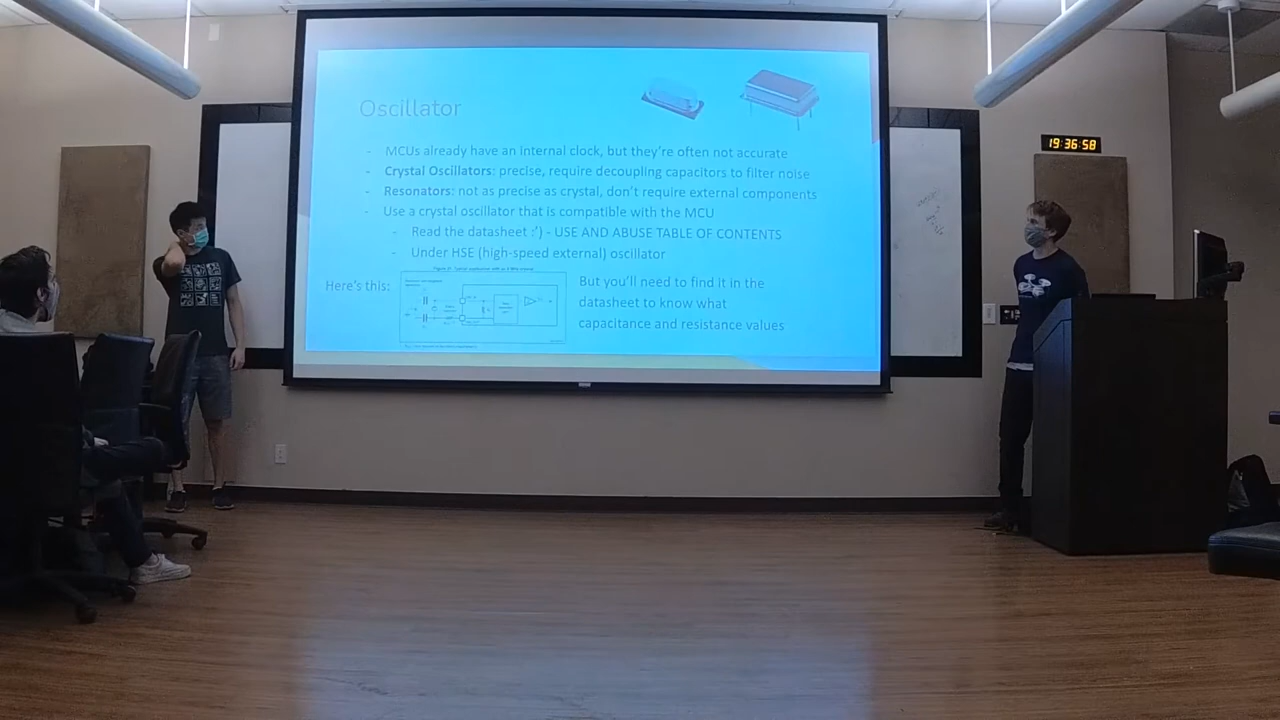 19:36:58
Oscillator
- MCUs already have an internal clock, but they're often not accurate
- Crystal Oscillators: precise, require decoupling capacitors to filter noise
- Resonators: not as precise as crystal, don't require external components
- Use a crystal oscillator that is compatible with the MCU
- Read the datasheet :') - USE AND ABUSE TABLE OF CONTENTS
- Under HSE (high-speed external) oscillator
Here's this:
But you'll need to find it in the
datasheet to know what
capacitance and resistance values